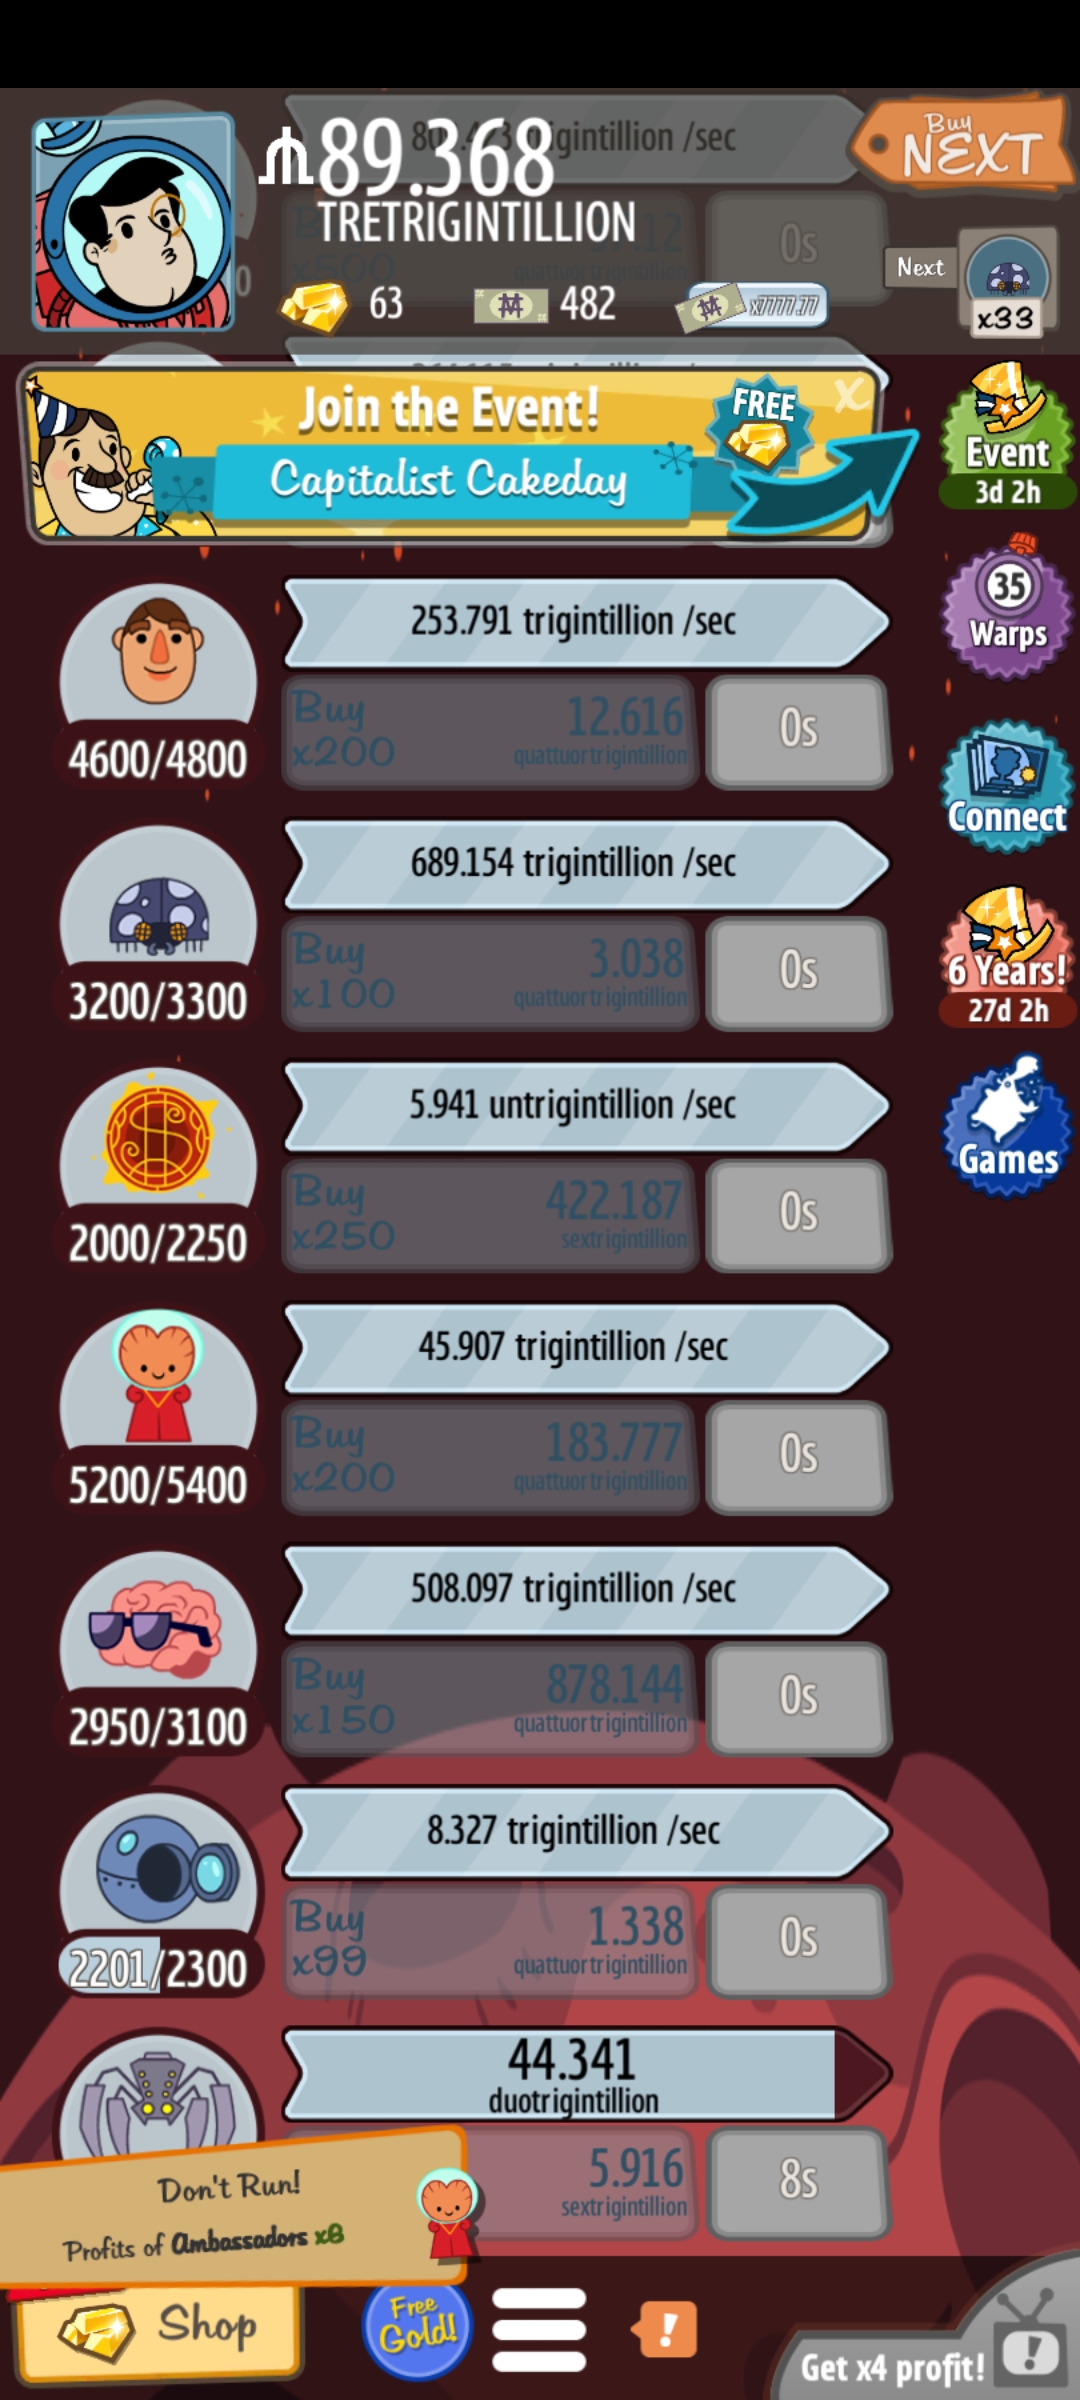 89.368
TRETRIGINTILLION
Buy
NEXT
63
482
x7777.77
Next
x33
0s
Join the Event!
Capitalist Cakeday
FREE
x
Event
3d 2h
253.791 trigintillion /sec
Buy
x200
12.616
quattuortrigintillion
0s
4600/4800
35
Warps
689.154 trigintillion /sec
Buy
x100
3.038
quattuortrigintillion
0s
3200/3300
Connect
6 Years!
27d 2h
5.941 untrigintillion /sec
Buy
x250
422.187
sextrigintillion
0s
2000/2250
Games
45.907 trigintillion /sec
Buy
x200
183.777
quattuortrigintillion
0s
5200/5400
508.097 trigintillion /sec
Buy
x150
878.144
quattuortrigintillion
0s
2950/3100
8.327 trigintillion /sec
Buy
x99
1.338
quattuortrigintillion
0s
2201/2300
44.341
duotrigintillion
5.916
sextrigintillion
8s
Don't Run!
Profits of Ambassadors x8
Shop
Free
Gold!
!
Get x4 profit!
!